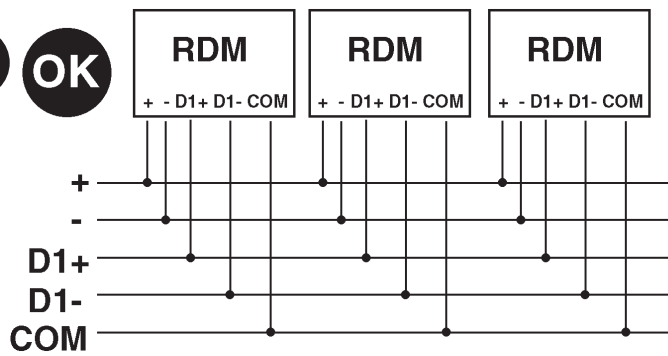 OK
RDM RDM RDM
+ - D1+ D1- COM + - D1+ D1- COM + - D1+ D1- COM
+
-
D1+
D1-
COM